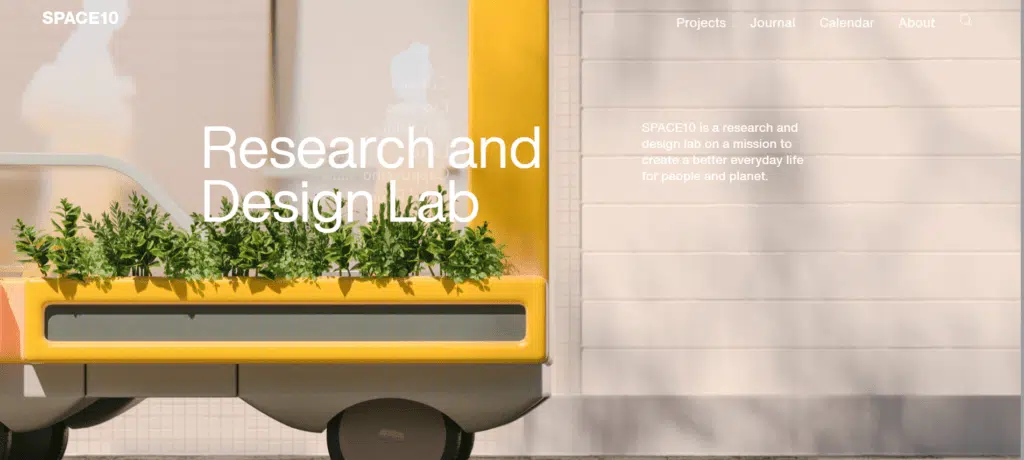 SPACE10
Projects Journal Calendar About
Research and
Design Lab
SPACE10 is a research and
design lab on a mission to
create a better everyday life
for people and planet.